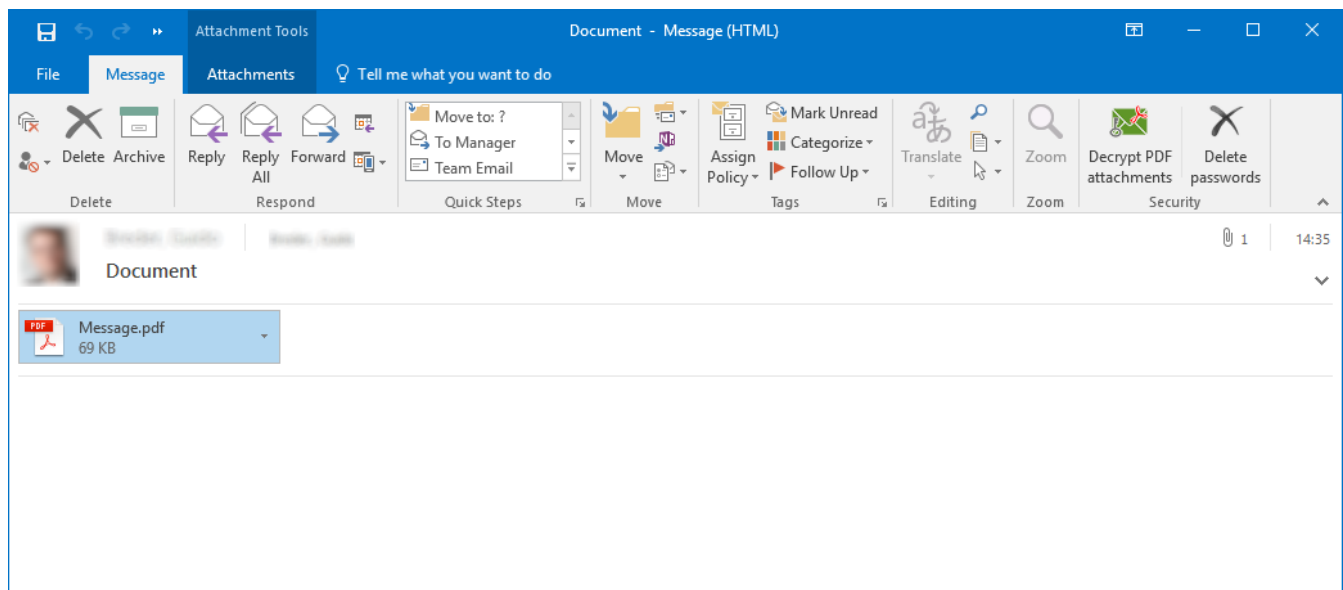 Attachment Tools
Document - Message (HTML)
File
Message
Attachments
Tell me what you want to do
Delete
Archive
Reply
Reply All
Forward
Move to: ?
To Manager
Team Email
Move
Assign Policy
Mark Unread
Categorize
Follow Up
Translate
Zoom
Decrypt PDF attachments
Delete passwords
Delete
Respond
Quick Steps
Move
Tags
Editing
Zoom
Security
1
14:35
Document
PDF
Message.pdf
69 KB